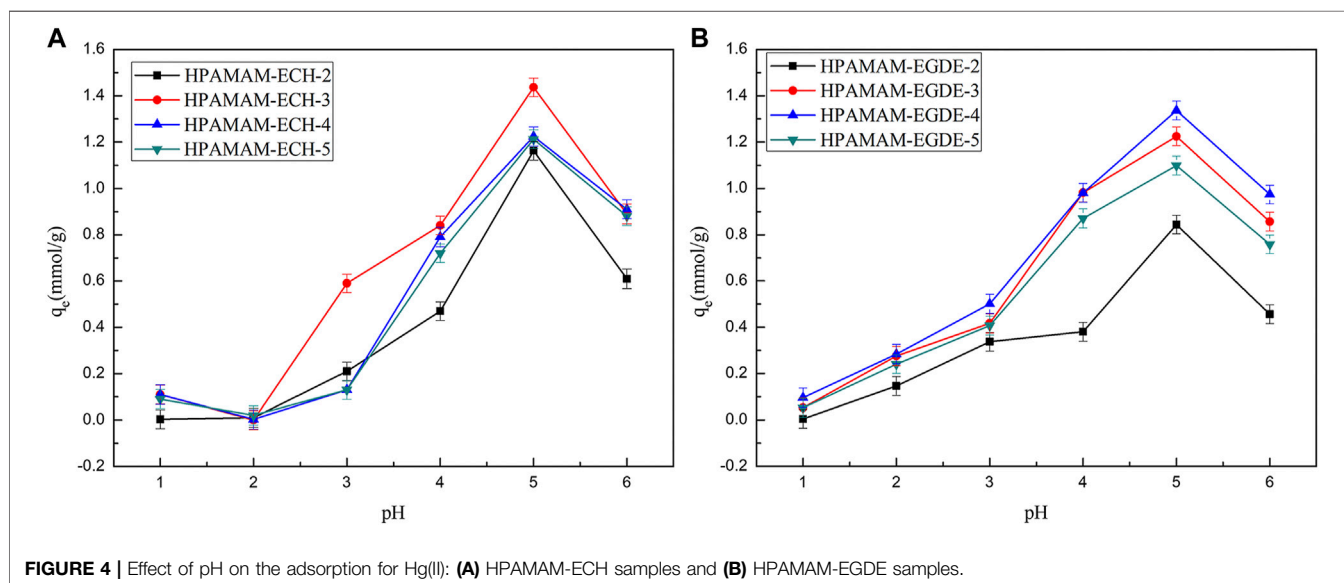 A
HPAMAM-ECH-2
HPAMAM-ECH-3
HPAMAM-ECH-4
HPAMAM-ECH-5
1.6
1.4
1.2
1.0
0.8
0.6
0.4
0.2
0.0
-0.2
qe(mmol/g)
1 2 3 4 5 6
pH
B
HPAMAM-EGDE-2
HPAMAM-EGDE-3
HPAMAM-EGDE-4
HPAMAM-EGDE-5
1.6
1.4
1.2
1.0
0.8
0.6
0.4
0.2
0.0
-0.2
qe(mmol/g)
1 2 3 4 5 6
pH
FIGURE 4 | Effect of pH on the adsorption for Hg(II): (A) HPAMAM-ECH samples and (B) HPAMAM-EGDE samples.